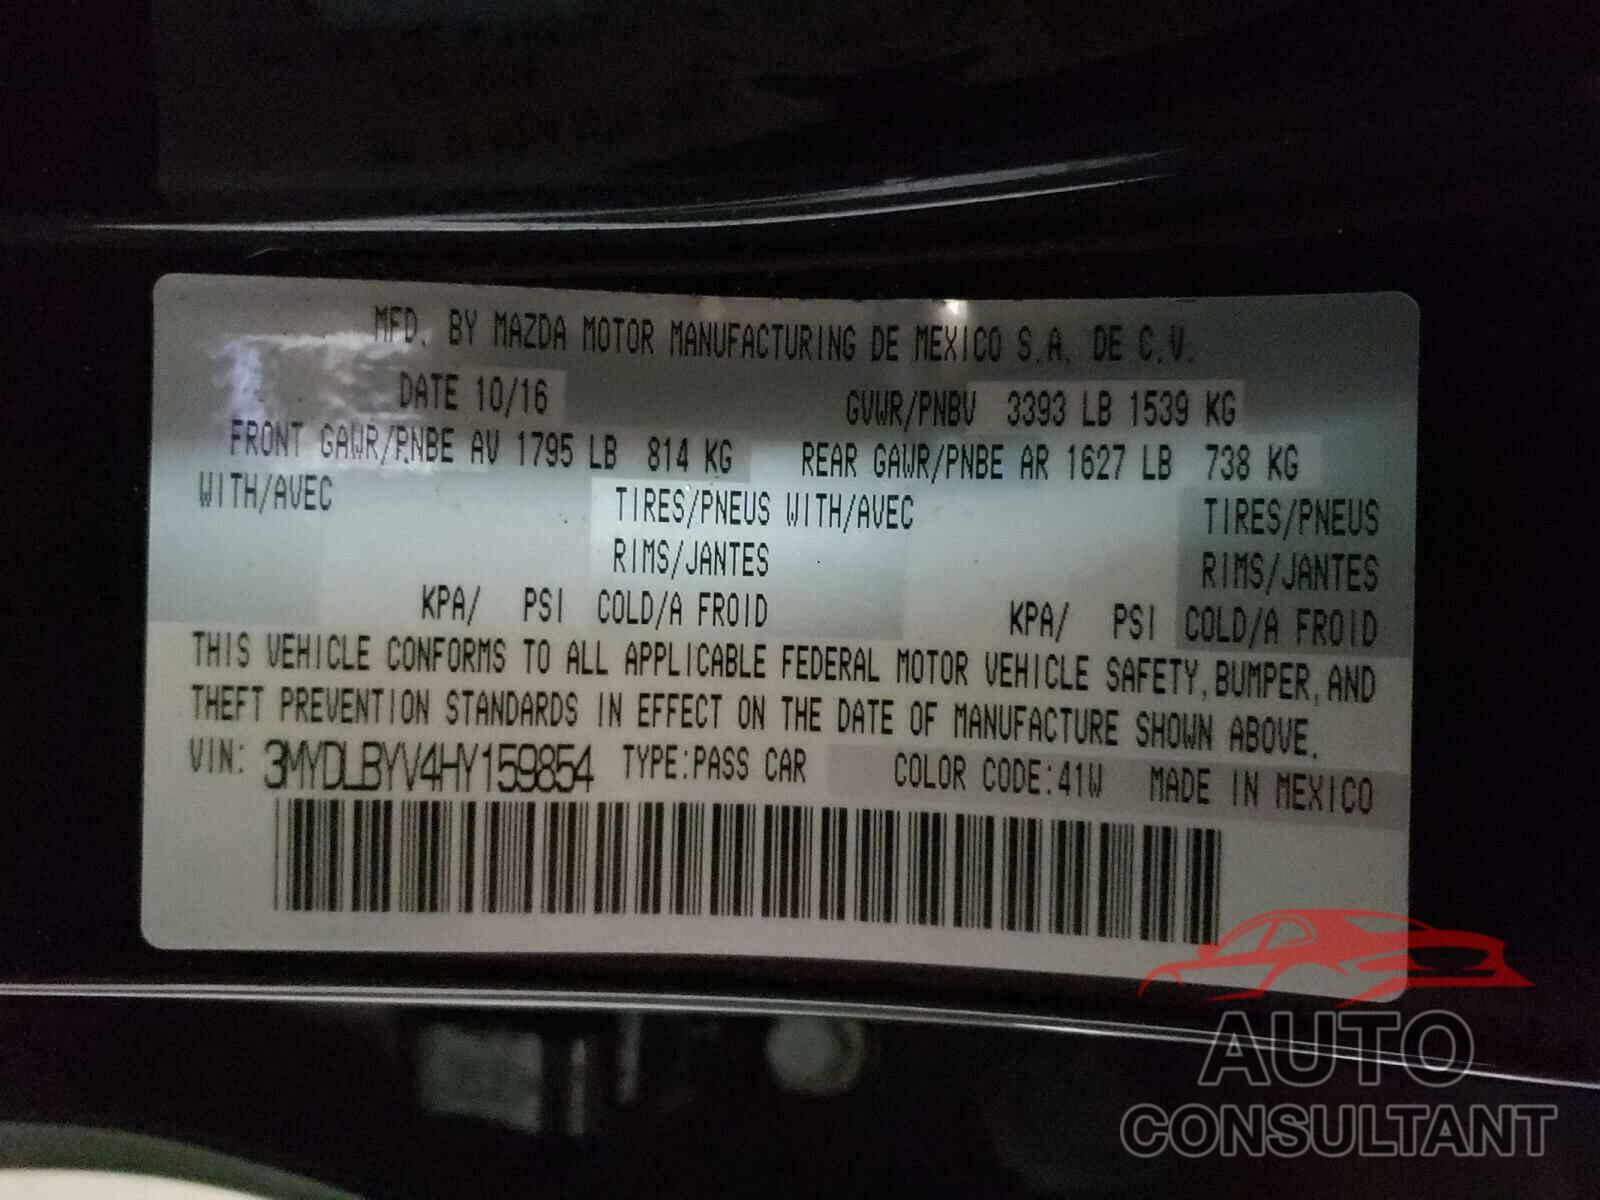 MFD. BY MAZDA MOTOR MANUFACTURING DE MEXICO S.A. DE C.V.
DATE 10/16 GVWR/PNBV 3393 LB 1539 KG
FRONT GAWR/PNBE AV 1795 LB 814 KG REAR GAWR/PNBE AR 1627 LB 738 KG
WITH/AVEC TIRES/PNEUS WITH/AVEC TIRES/PNEUS
RIMS/JANTES RIMS/JANTES
KPA/ PSI COLD/A FROID KPA/ PSI COLD/A FROID
THIS VEHICLE CONFORMS TO ALL APPLICABLE FEDERAL MOTOR VEHICLE SAFETY, BUMPER, AND
THEFT PREVENTION STANDARDS IN EFFECT ON THE DATE OF MANUFACTURE SHOWN ABOVE.
VIN: 3MYDLBYV4HY159854 TYPE:PASS CAR COLOR CODE:41W MADE IN MEXICO
AUTO
CONSULTANT